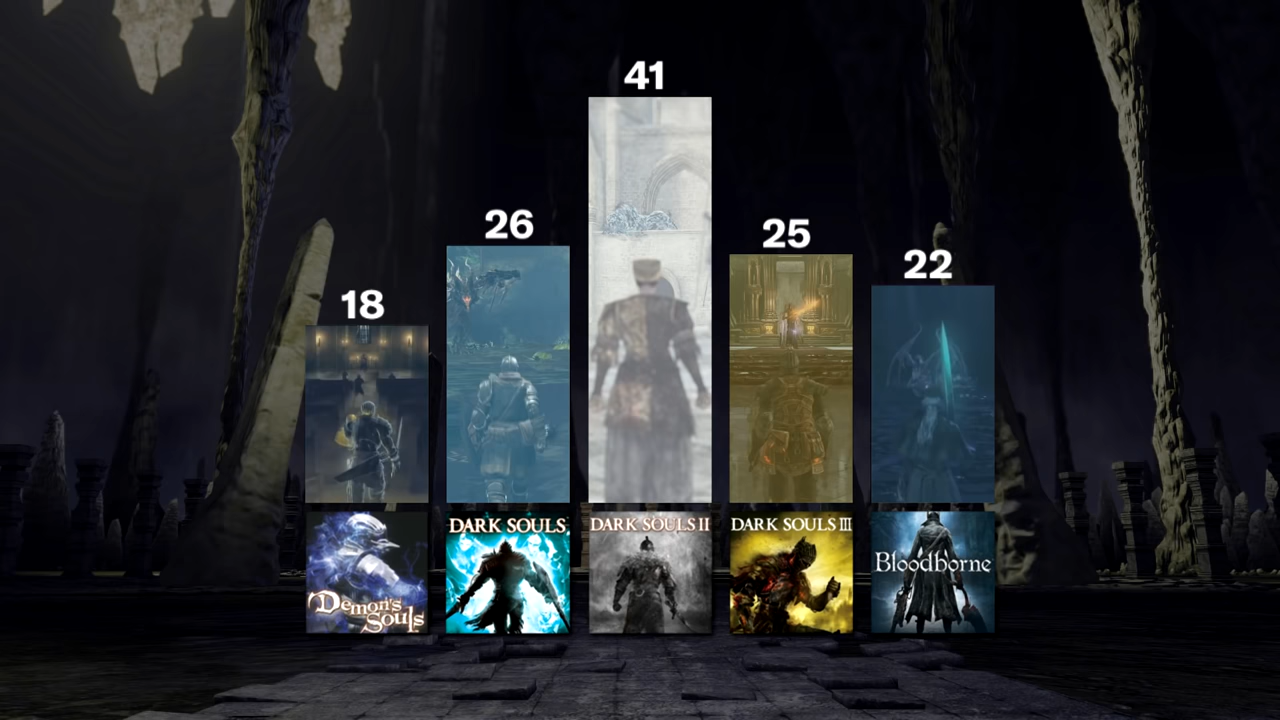 41
26
25
22
18
DARK SOULS
DARK SOULS II
DARK SOULS III
Bloodborne
Demon's
Souls